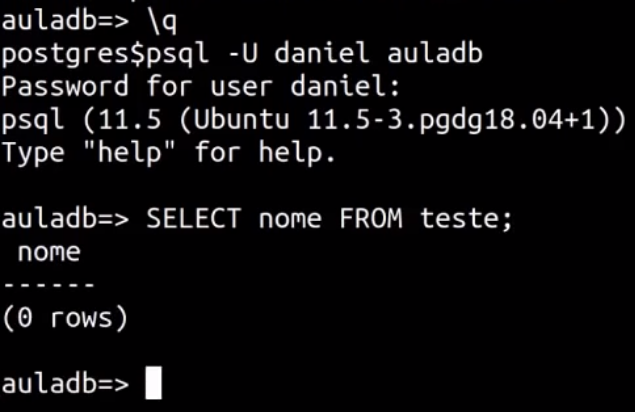 auladb=> \q
postgres$psql -U daniel auladb
Password for user daniel:
psql (11.5 (Ubuntu 11.5-3.pgdg18.04+1))
Type "help" for help.
auladb=> SELECT nome FROM teste;
nome
------
(0 rows)
auladb=>